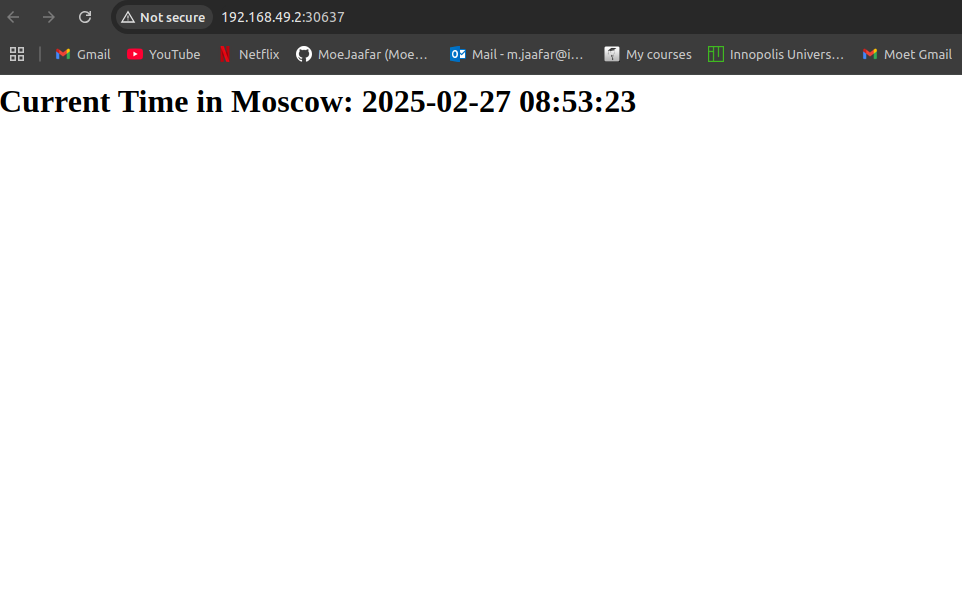 Not secure 192.168.49.2:30637
Gmail YouTube Netflix MoeJaafar (Moe... Mail - m.jaafar@i... My courses Innopolis Univers... Moet Gmail
Current Time in Moscow: 2025-02-27 08:53:23